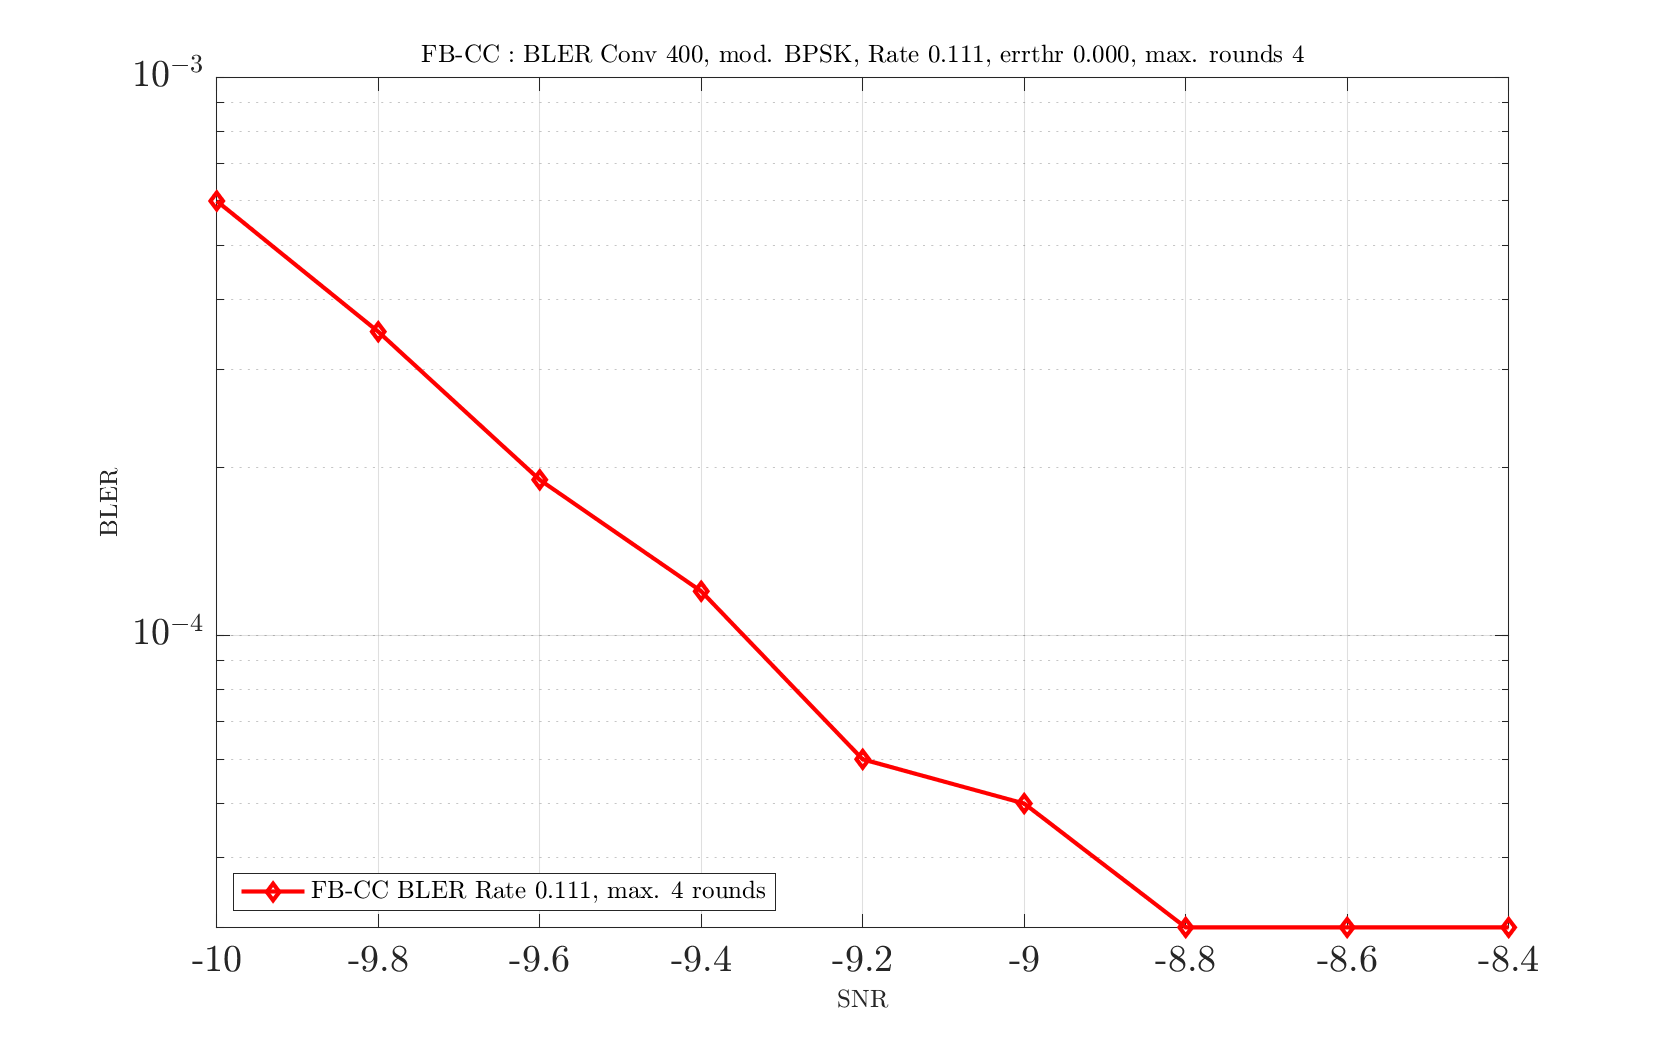 FB-CC : BLER Conv 400, mod. BPSK, Rate 0.111, errthr 0.000, max. rounds 4
10⁻³
10⁻⁴
BLER
FB-CC BLER Rate 0.111, max. 4 rounds
-10 -9.8 -9.6 -9.4 -9.2 -9 -8.8 -8.6 -8.4
SNR